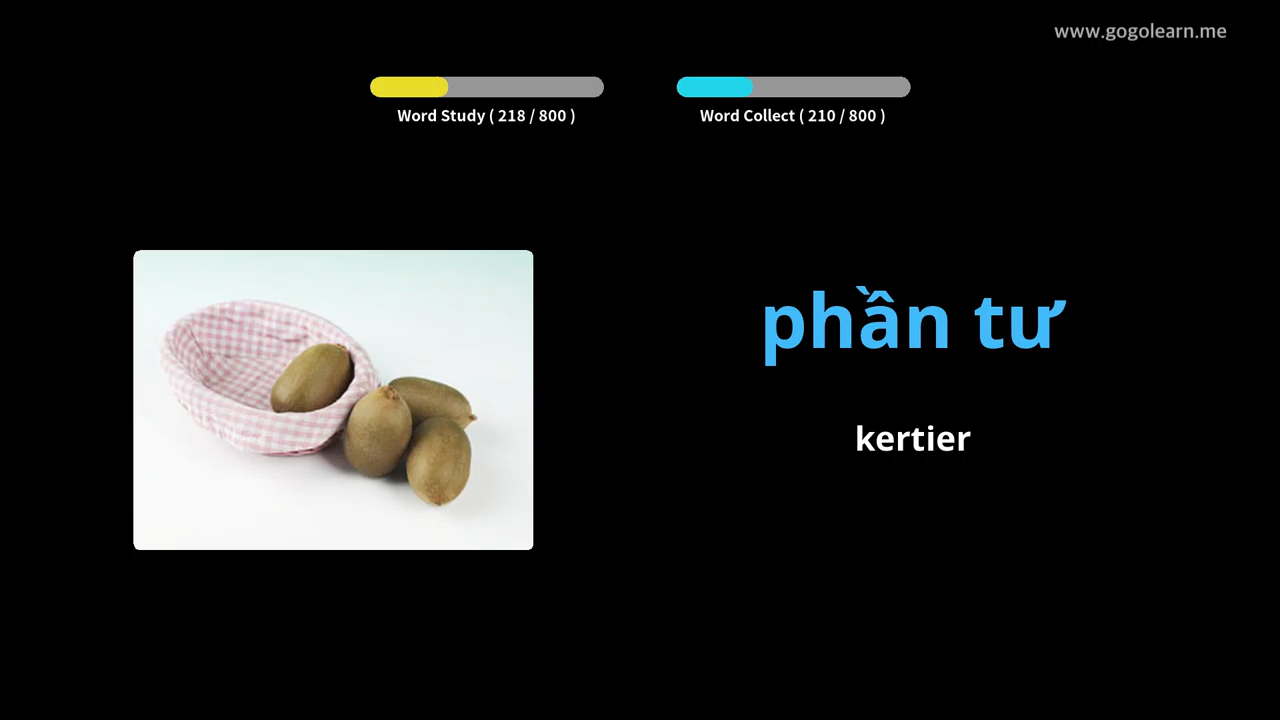 www.gogolearn.me
Word Study ( 218 / 800 )
Word Collect ( 210 / 800 )
phần tư
kertier